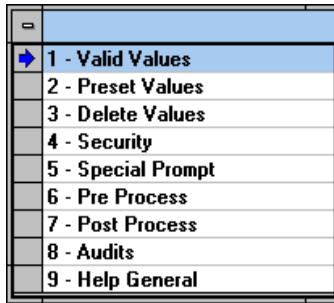 1 - Valid Values
2 - Preset Values
3 - Delete Values
4 - Security
5 - Special Prompt
6 - Pre Process
7 - Post Process
8 - Audits
9 - Help General